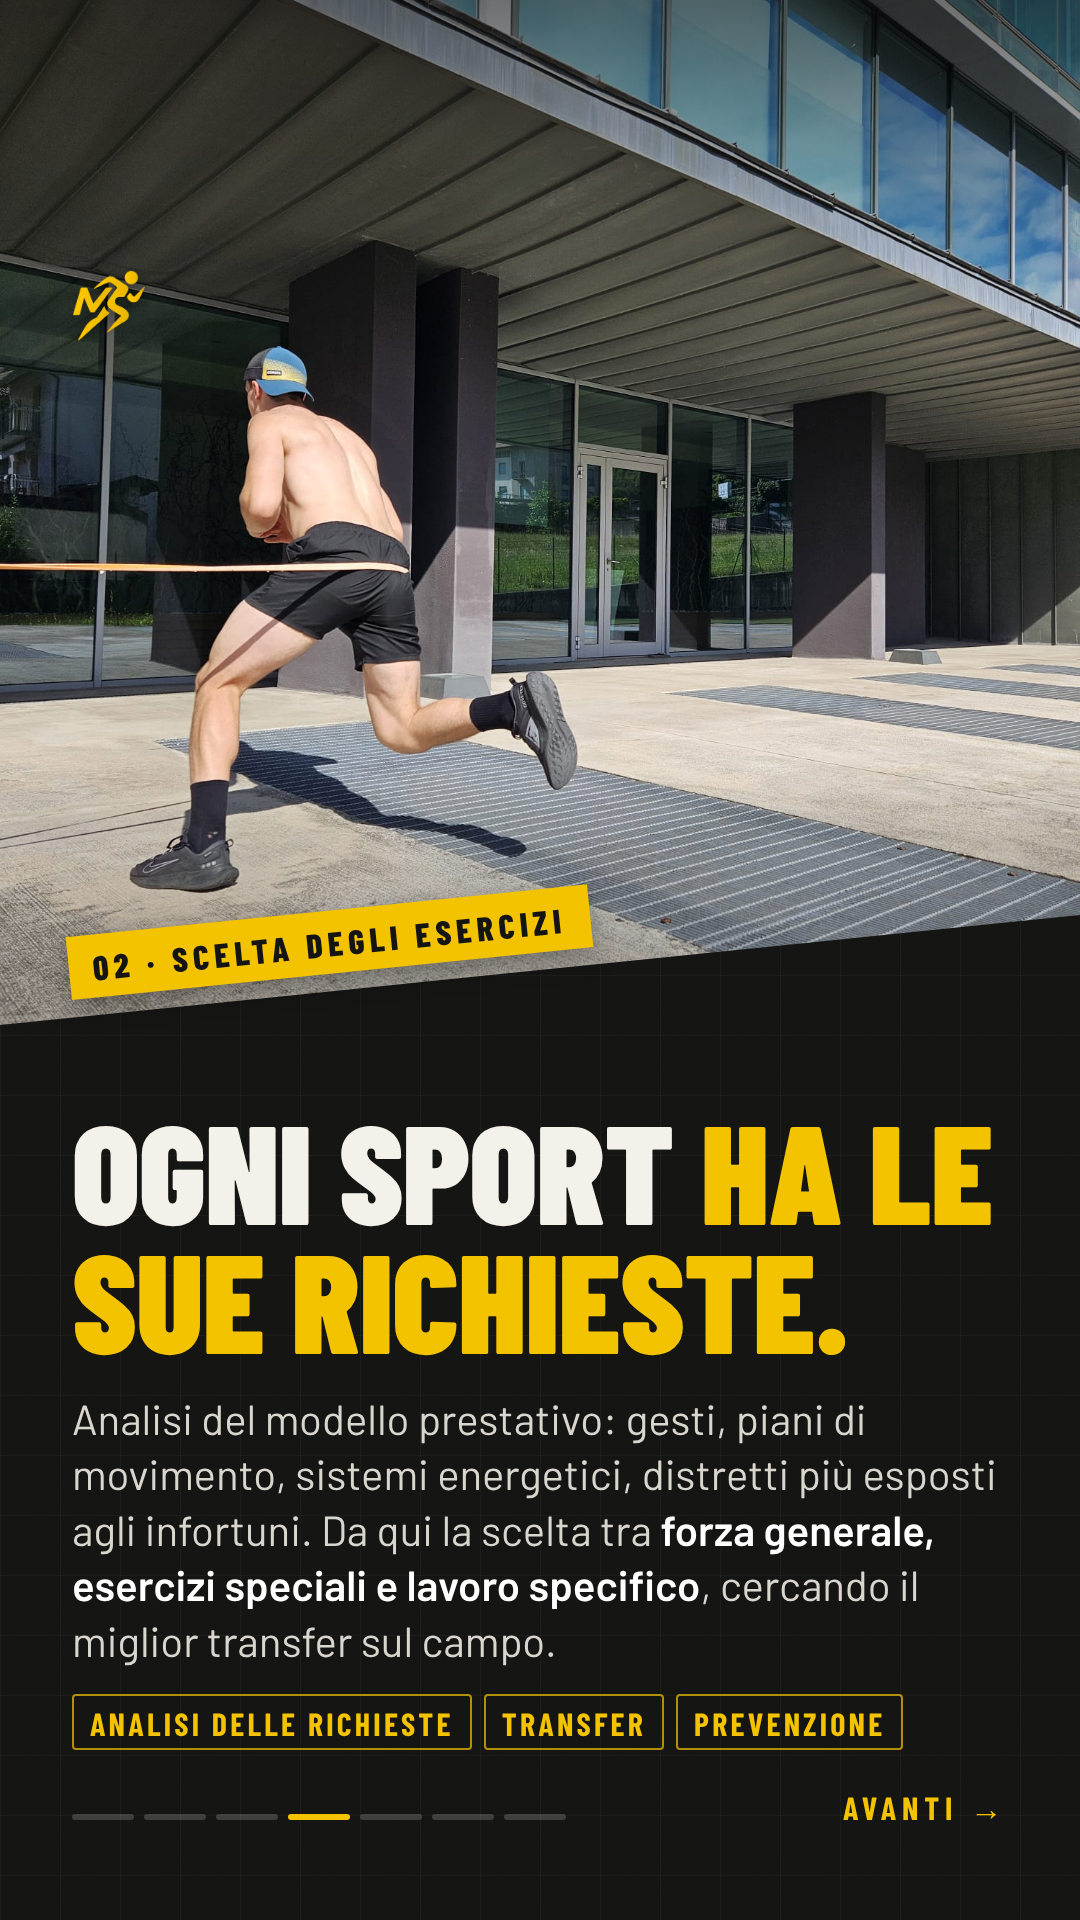 02 · SCELTA DEGLI ESERCIZI
OGNI SPORT HA LE
SUE RICHIESTE.
Analisi del modello prestativo: gesti, piani di
movimento, sistemi energetici, distretti più esposti
agli infortuni. Da qui la scelta tra forza generale,
esercizi speciali e lavoro specifico, cercando il
miglior transfer sul campo.
ANALISI DELLE RICHIESTE TRANSFER PREVENZIONE
AVANTI →